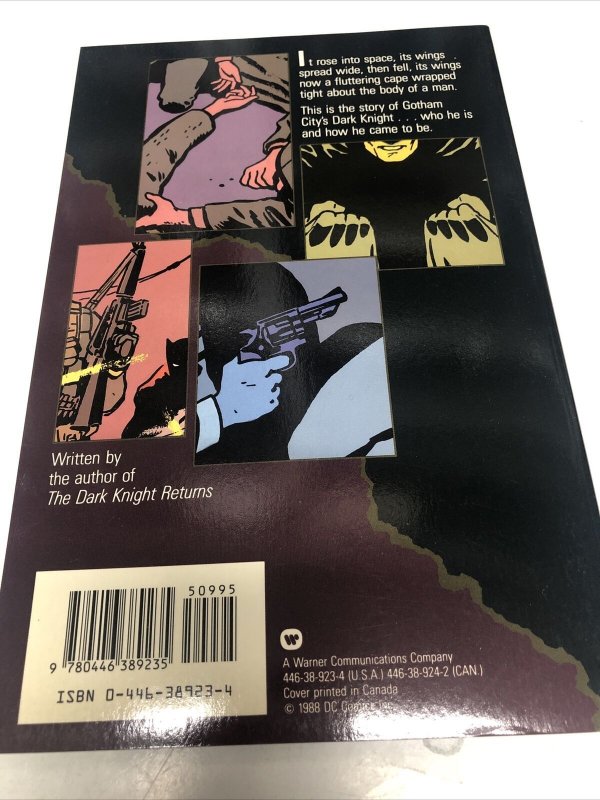 It rose into space, its wings
spread wide, then fell, its wings
now a fluttering cape wrapped
tight about the body of a man.
This is the story of Gotham
City's Dark Knight . . . who he is
and how he came to be.
Written by
the author of
The Dark Knight Returns
50995
9 780446 389235
ISBN 0-446-38923-4
W
A Warner Communications Company
446-38-923-4 (U.S.A.) 446-38-924-2 (CAN.)
Cover printed in Canada
© 1988 DC Comics Inc.